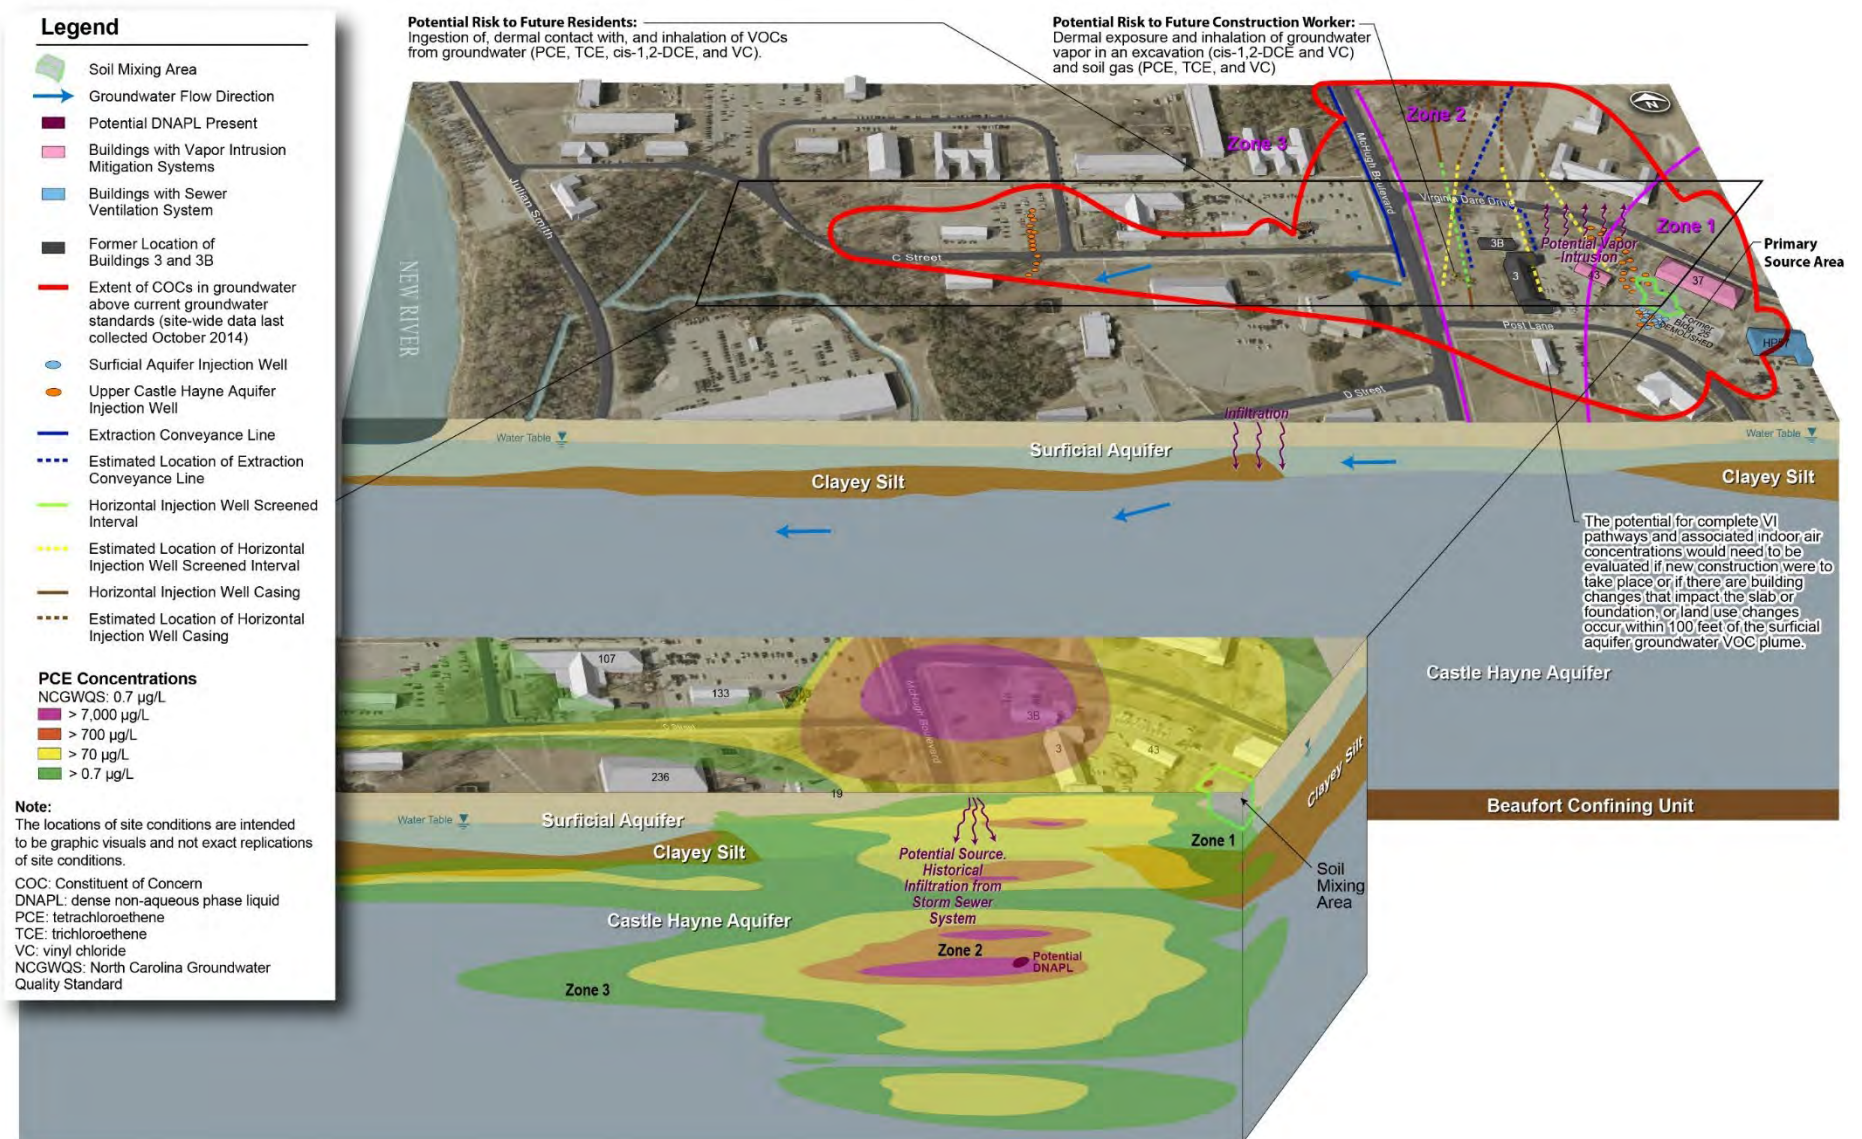 Legend
Soil Mixing Area
Groundwater Flow Direction
Potential DNAPL Present
Buildings with Vapor Intrusion
Mitigation Systems
Buildings with Sewer
Ventilation System
Former Location of
Buildings 3 and 3B
Extent of COCs in groundwater
above current groundwater
standards (site-wide data last
collected October 2014)
Surficial Aquifer Injection Well
Upper Castle Hayne Aquifer
Injection Well
Extraction Conveyance Line
Estimated Location of Extraction
Conveyance Line
Horizontal Injection Well Screened
Interval
Estimated Location of Horizontal
Injection Well Screened Interval
Horizontal Injection Well Casing
Estimated Location of Horizontal
Injection Well Casing
PCE Concentrations
NCGWQS: 0.7 µg/L
> 7,000 µg/L
> 700 µg/L
> 70 µg/L
> 0.7 µg/L
Note:
The locations of site conditions are intended
to be graphic visuals and not exact replications
of site conditions.
COC: Constituent of Concern
DNAPL: dense non-aqueous phase liquid
PCE: tetrachloroethene
TCE: trichloroethene
VC: vinyl chloride
NCGWQS: North Carolina Groundwater
Quality Standard
Potential Risk to Future Residents:
Ingestion of, dermal contact with, and inhalation of VOCs
from groundwater (PCE, TCE, cis-1,2-DCE, and VC).
Potential Risk to Future Construction Worker:
Dermal exposure and inhalation of groundwater
vapor in an excavation (cis-1,2-DCE and VC)
and soil gas (PCE, TCE, and VC)
N
Zone 2
Zone 3
McHugh Boulevard
Julian Smith
Virginia Dare Drive
Zone 1
3B
Potential Vapor
Intrusion
Primary
Source Area
C Street
NEW RIVER
3
43
37
Former
Bldg. 25
DEMOLISHED
Post Lane
HP57
D Street
Infiltration
Water Table
Surficial Aquifer
Water Table
Clayey Silt
Clayey Silt
The potential for complete VI
pathways and associated indoor air
concentrations would need to be
evaluated if new construction were to
take place or if there are building
changes that impact the slab or
foundation, or land use changes
occur within 100 feet of the surficial
aquifer groundwater VOC plume.
Castle Hayne Aquifer
107
133
McHugh Boulevard
3B
C Street
3
43
236
19
Clayey Silt
Beaufort Confining Unit
Water Table
Surficial Aquifer
Clayey Silt
Zone 1
Potential Source.
Historical
Infiltration from
Storm Sewer
System
Soil
Mixing
Area
Castle Hayne Aquifer
Zone 2
Potential
DNAPL
Zone 3